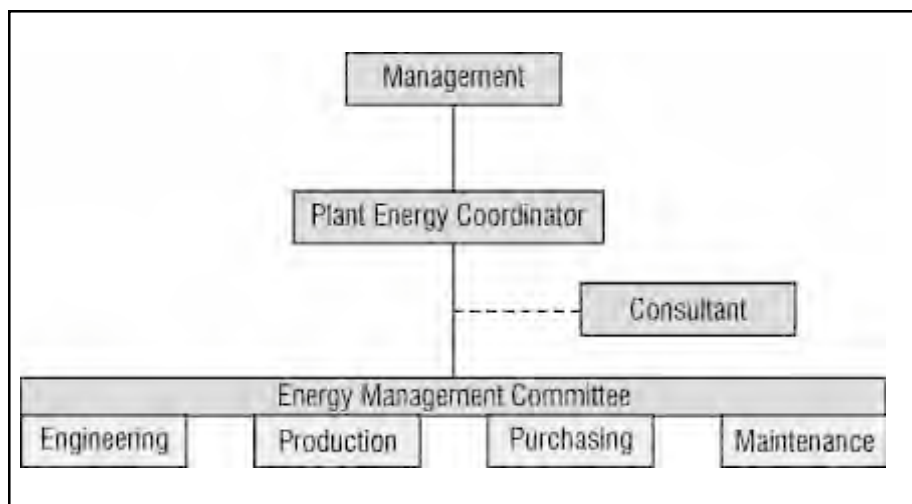 Management
Plant Energy Coordinator
Consultant
Energy Management Committee
Engineering
Production
Purchasing
Maintenance